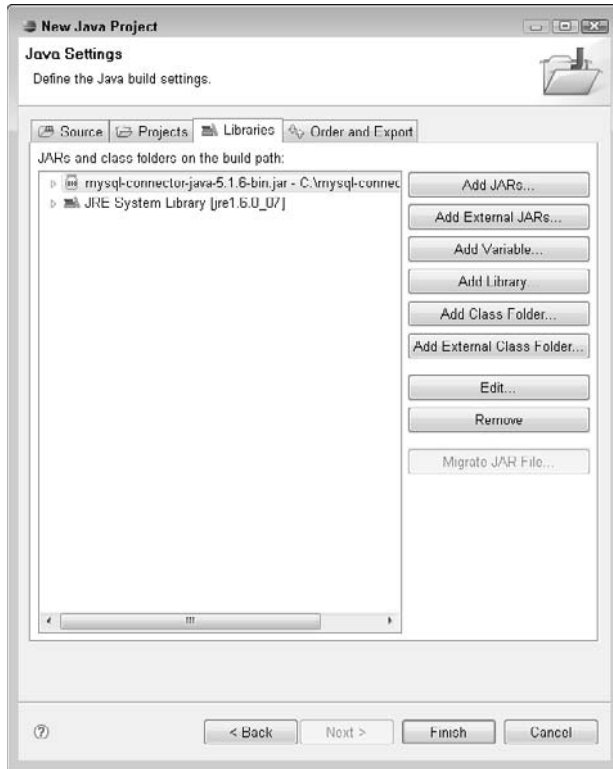 New Java Project
Java Settings
Define the Java build settings.
Source Projects Libraries Order and Export
JARs and class folders on the build path:
mysql-connector-java-5.1.6-bin.jar - C:\mysql-connec
JRE System Library [jre1.6.0_07]
Add JARs...
Add External JARs...
Add Variable...
Add Library...
Add Class Folder...
Add External Class Folder...
Edit...
Remove
Migrate JAR File...
? < Back Next > Finish Cancel